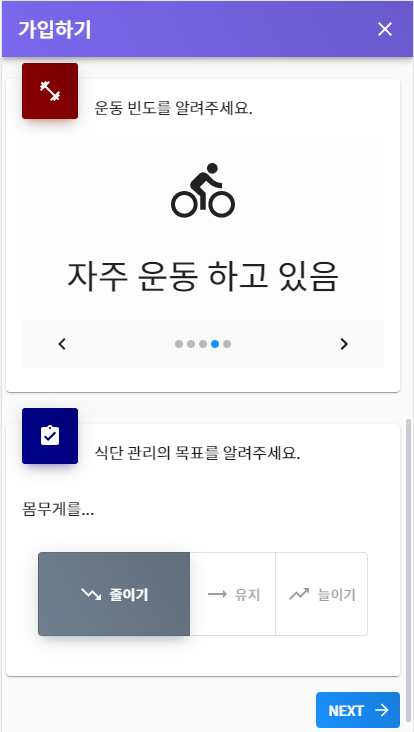 가입하기
운동 빈도를 알려주세요.
자주 운동 하고 있음
식단 관리의 목표를 알려주세요.
몸무게를...
줄이기 유지 늘이기
NEXT